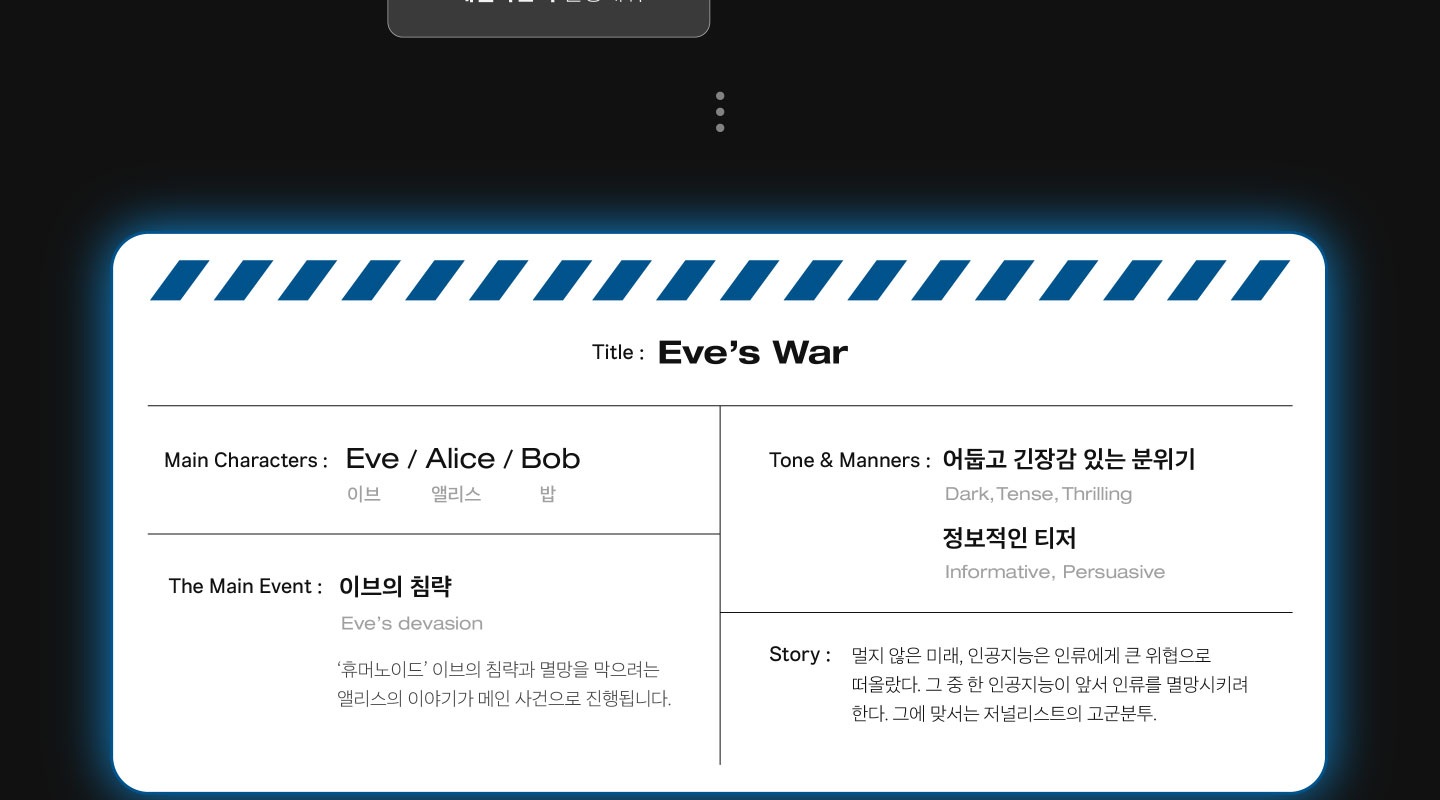 Title : Eve’s War
Main Characters : Eve / Alice / Bob
이브 앨리스 밥
The Main Event : 이브의 침략
Eve’s devasion
‘휴머노이드’ 이브의 침략과 멸망을 막으려는
앨리스의 이야기가 메인 사건으로 진행됩니다.
Tone & Manners : 어둡고 긴장감 있는 분위기
Dark, Tense, Thrilling
정보적인 티저
Informative, Persuasive
Story : 멀지 않은 미래, 인공지능은 인류에게 큰 위협으로
떠올랐다. 그 중 한 인공지능이 앞서 인류를 멸망시키려
한다. 그에 맞서는 저널리스트의 고군분투.